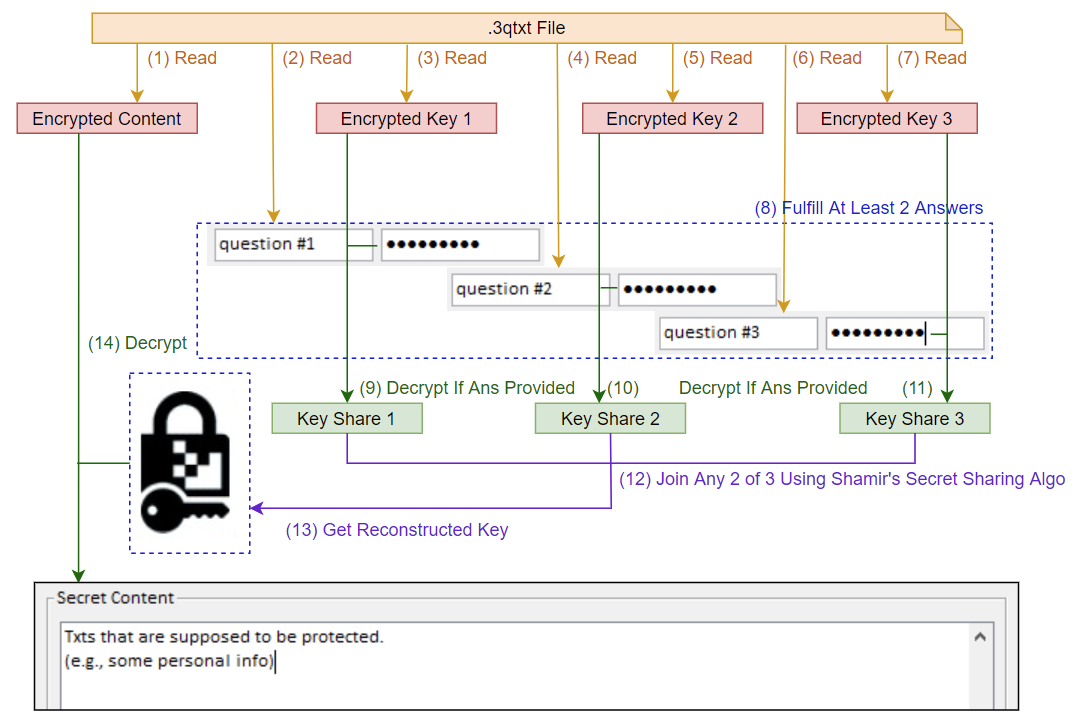 .3qtxt File
(1) Read
(2) Read
(3) Read
(4) Read
(5) Read
(6) Read
(7) Read
Encrypted Content
Encrypted Key 1
Encrypted Key 2
Encrypted Key 3
(8) Fulfill At Least 2 Answers
question #1
•••••••••
question #2
•••••••••
question #3
•••••••••
(14) Decrypt
(9) Decrypt If Ans Provided
(10)
Decrypt If Ans Provided
(11)
Key Share 1
Key Share 2
Key Share 3
(12) Join Any 2 of 3 Using Shamir's Secret Sharing Algo
(13) Get Reconstructed Key
Secret Content
Txts that are supposed to be protected.
(e.g., some personal info)